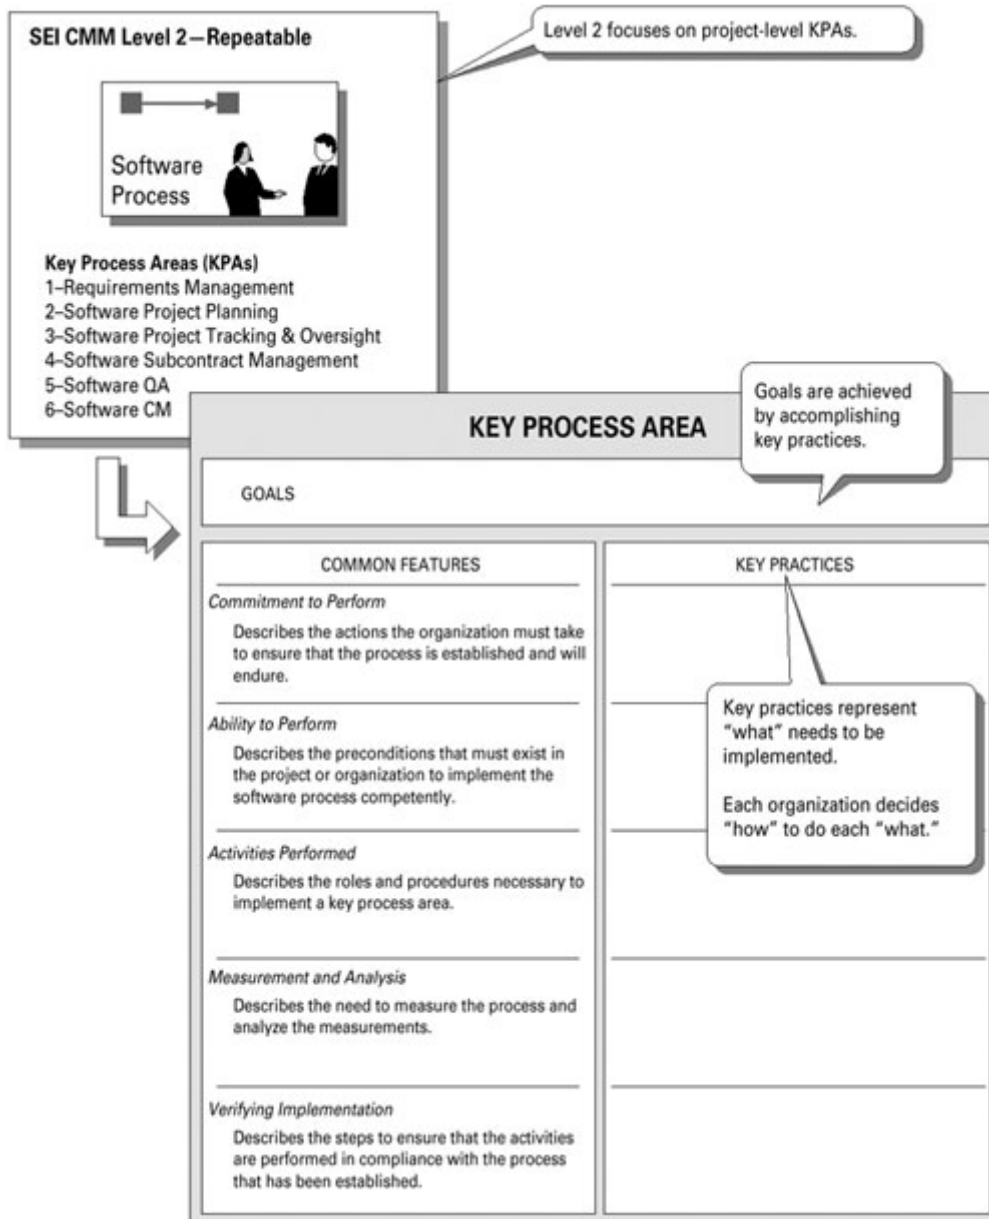 SEI CMM Level 2—Repeatable
Level 2 focuses on project-level KPAs.
Software
Process
Key Process Areas (KPAs)
1–Requirements Management
2–Software Project Planning
3–Software Project Tracking & Oversight
4–Software Subcontract Management
5–Software QA
6–Software CM
KEY PROCESS AREA
Goals are achieved
by accomplishing
key practices.
GOALS
COMMON FEATURES
Commitment to Perform
Describes the actions the organization must take
to ensure that the process is established and will
endure.
Ability to Perform
Describes the preconditions that must exist in
the project or organization to implement the
software process competently.
Activities Performed
Describes the roles and procedures necessary to
implement a key process area.
Measurement and Analysis
Describes the need to measure the process and
analyze the measurements.
Verifying Implementation
Describes the steps to ensure that the activities
are performed in compliance with the process
that has been established.
KEY PRACTICES
Key practices represent
“what” needs to be
implemented.
Each organization decides
“how” to do each “what.”